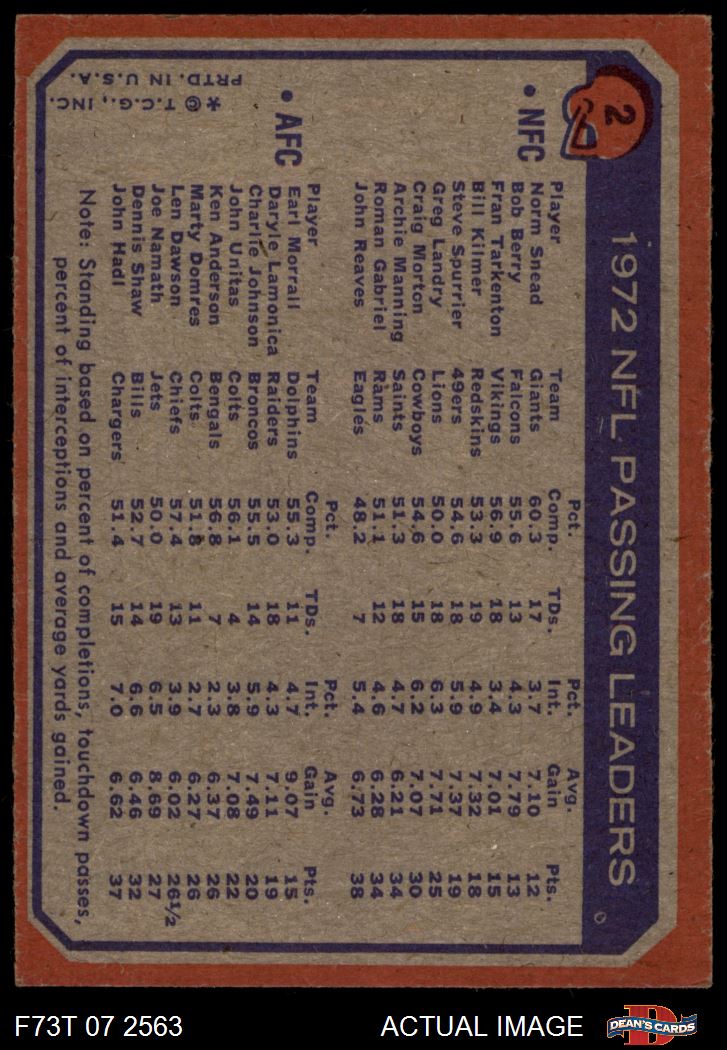 2
1972 NFL PASSING LEADERS
• NFC
Pct. Pct. Avg.
Player Team Comp. TDs. Int. Gain Pts.
Norm Snead Giants 60.3 17 3.7 7.10 12
Bob Berry Falcons 55.6 13 4.3 7.79 13
Fran Tarkenton Vikings 56.9 18 3.4 7.01 15
Bill Kilmer Redskins 53.3 19 4.9 7.32 18
Steve Spurrier 49ers 54.6 18 5.9 7.37 19
Greg Landry Lions 50.0 18 6.3 7.71 25
Craig Morton Cowboys 54.6 15 6.2 7.07 30
Archie Manning Saints 51.3 18 4.7 6.21 34
Roman Gabriel Rams 51.1 12 4.6 6.28 34
John Reaves Eagles 48.2 7 5.4 6.73 38
• AFC
Pct. Pct. Avg.
Player Team Comp. TDs. Int. Gain Pts.
Earl Morrall Dolphins 55.3 11 4.7 9.07 15
Daryle Lamonica Raiders 53.0 18 4.3 7.11 19
Charlie Johnson Broncos 55.5 14 5.9 7.49 20
John Unitas Colts 56.1 4 3.8 7.08 22
Ken Anderson Bengals 56.8 7 2.3 6.37 26
Marty Domres Colts 51.8 11 2.7 6.27 26
Len Dawson Chiefs 57.4 13 3.9 6.02 26½
Joe Namath Jets 50.0 19 6.5 8.69 27
Dennis Shaw Bills 52.7 14 6.6 6.46 32
John Hadl Chargers 51.4 15 7.0 6.62 37
Note: Standing based on percent of completions, touchdown passes,
percent of interceptions and average yards gained.
* © T.C.G., INC.
PRTD. IN U.S.A.
F73T 07 2563
ACTUAL IMAGE
D
DEAN'S CARDS